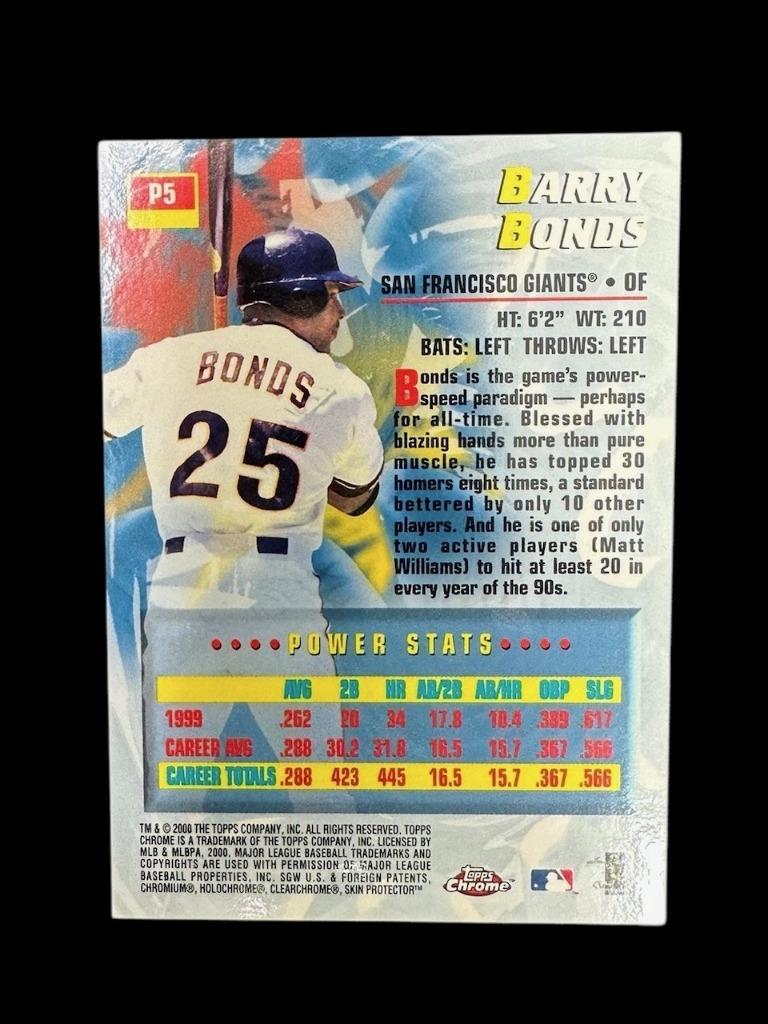 P5
BARRY
BONDS
SAN FRANCISCO GIANTS® • OF
HT: 6'2" WT: 210
BATS: LEFT THROWS: LEFT
BONDS
25
Bonds is the game's power-
speed paradigm — perhaps
for all-time. Blessed with
blazing hands more than pure
muscle, he has topped 30
homers eight times, a standard
bettered by only 10 other
players. And he is one of only
two active players (Matt
Williams) to hit at least 20 in
every year of the 90s.
••••POWER STATS••••
AVG 2B HR AB/2B AB/HR OBP SLG
1999 .262 20 34 17.8 10.4 .389 .617
CAREER AVG .288 30.2 31.8 16.5 15.7 .367 .566
CAREER TOTALS .288 423 445 16.5 15.7 .367 .566
TM & © 2000 THE TOPPS COMPANY, INC. ALL RIGHTS RESERVED. TOPPS
CHROME IS A TRADEMARK OF THE TOPPS COMPANY, INC. LICENSED BY
MLB & MLBPA, 2000. MAJOR LEAGUE BASEBALL TRADEMARKS AND
COPYRIGHTS ARE USED WITH PERMISSION OF MAJOR LEAGUE
BASEBALL PROPERTIES, INC. SGW U.S. & FOREIGN PATENTS,
CHROMIUM®, HOLOCHROME®, CLEARCHROME®, SKIN PROTECTOR™
Topps
Chrome™